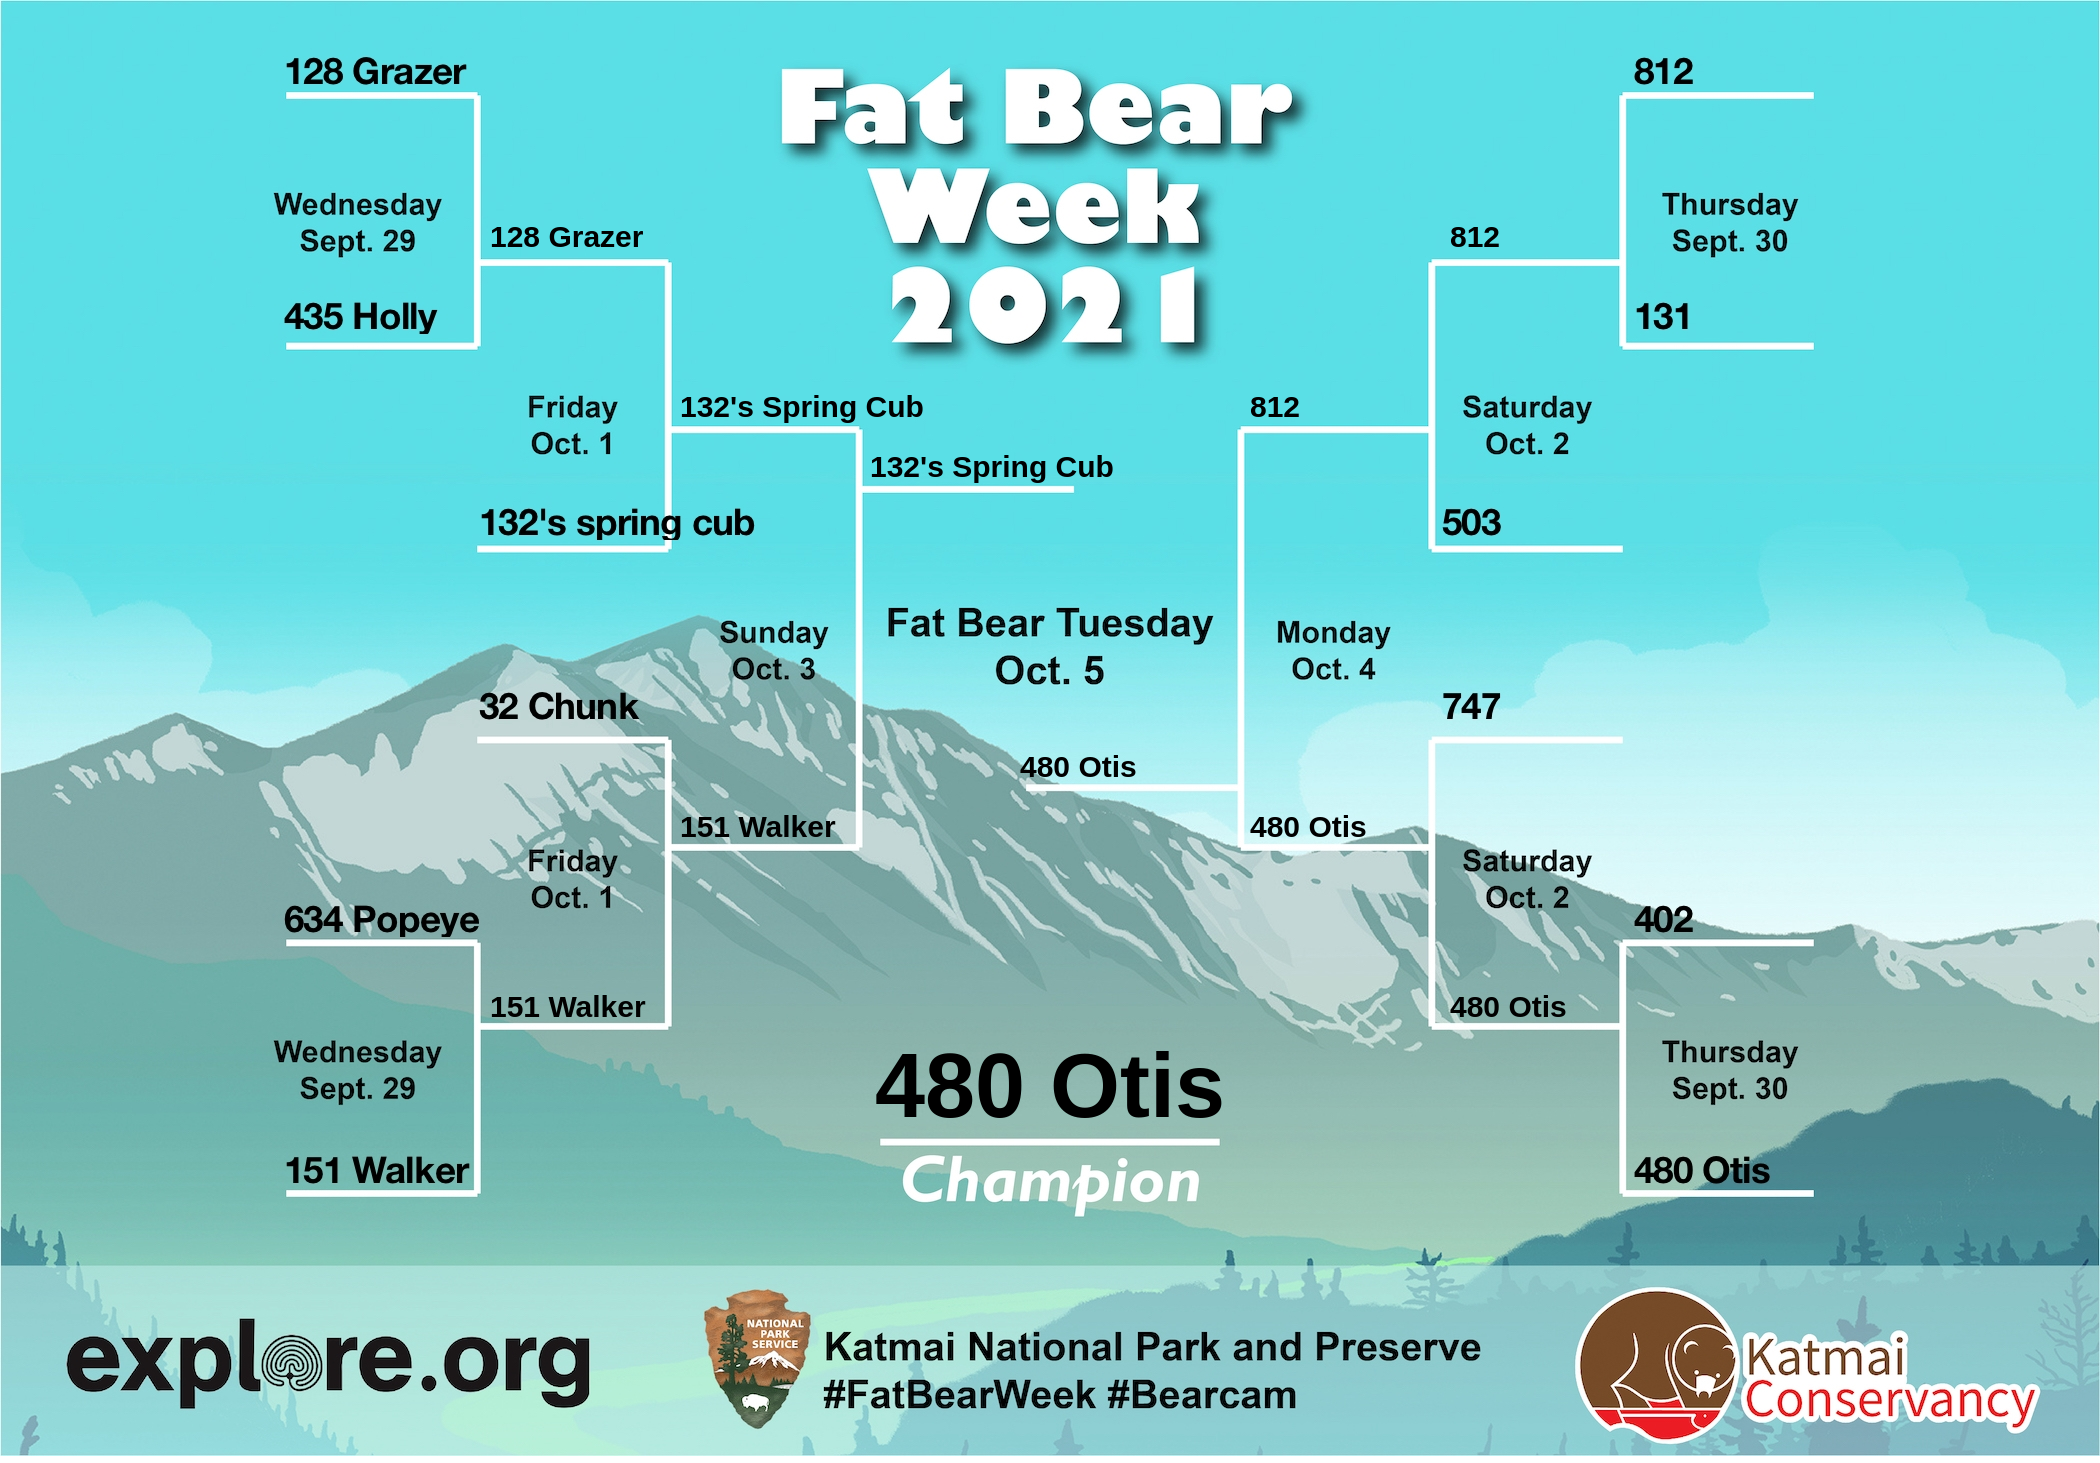 Fat Bear
Week
2021
128 Grazer
Wednesday
Sept. 29
435 Holly
128 Grazer
Friday
Oct. 1
132's spring cub
132's Spring Cub
132's Spring Cub
Sunday
Oct. 3
32 Chunk
151 Walker
Friday
Oct. 1
634 Popeye
151 Walker
Wednesday
Sept. 29
151 Walker
Fat Bear Tuesday
Oct. 5
480 Otis
812
Thursday
Sept. 30
131
812
Saturday
Oct. 2
503
812
Monday
Oct. 4
747
480 Otis
Saturday
Oct. 2
402
480 Otis
Thursday
Sept. 30
480 Otis
480 Otis
Champion
explore.org
NATIONAL
PARK
SERVICE
Katmai National Park and Preserve
#FatBearWeek #Bearcam
Katmai
Conservancy